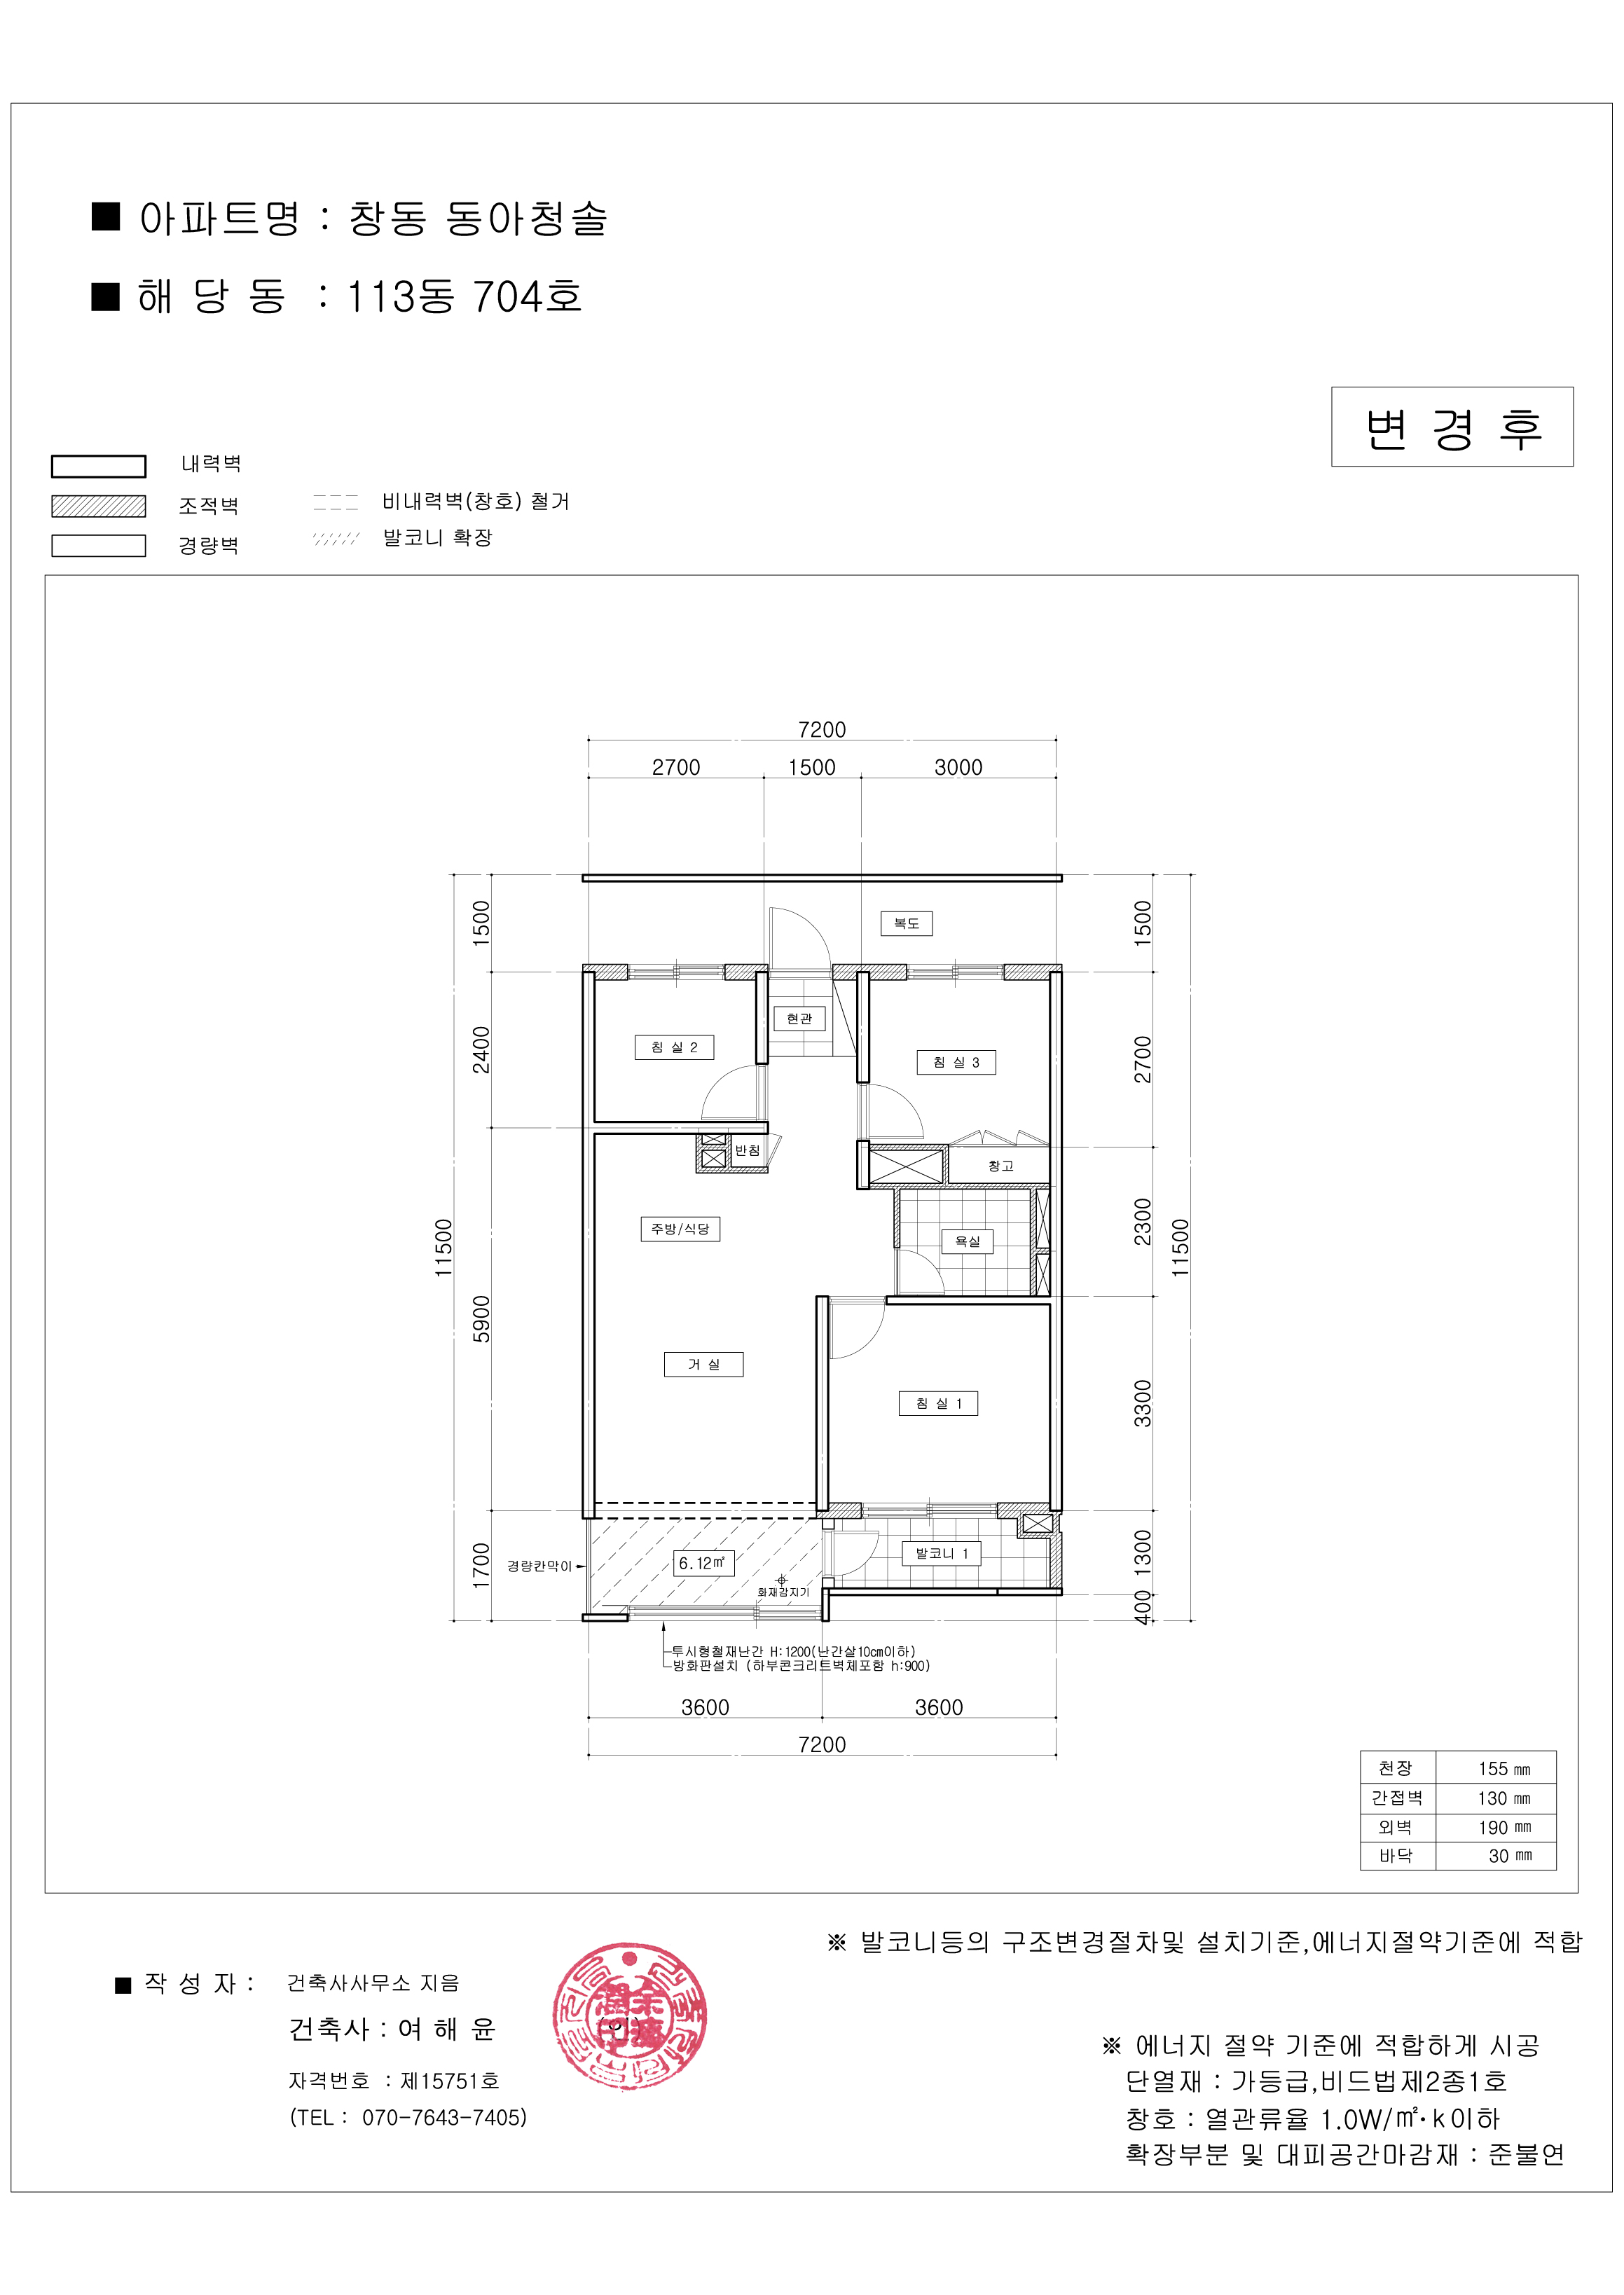 ■ 아파트명 : 창동 동아청솔
■ 해 당 동 : 113동 704호
변 경 후
내력벽
조적벽
경량벽
비내력벽(창호) 철거
발코니 확장
7200
2700 1500 3000
1500
2400
5900
1700
11500
1500
2700
2300
3300
1300
400
11500
복도
현관
침 실 2
침 실 3
반침
창고
주방/식당
욕실
거 실
침 실 1
경량칸막이
6.12㎡
화재감지기
발코니 1
투시형철재난간 H:1200(난간살10cm이하)
방화판설치 (하부콘크리트벽체포함 h:900)
3600 3600
7200
천장 155 ㎜
간접벽 130 ㎜
외벽 190 ㎜
바닥 30 ㎜
※ 발코니등의 구조변경절차및 설치기준,에너지절약기준에 적합
■ 작 성 자 : 건축사사무소 지음
건축사 : 여 해 윤 (인)
자격번호 : 제15751호
(TEL : 070-7643-7405)
※ 에너지 절약 기준에 적합하게 시공
단열재 : 가등급,비드법제2종1호
창호 : 열관류율 1.0W/㎡·k이하
확장부분 및 대피공간마감재 : 준불연